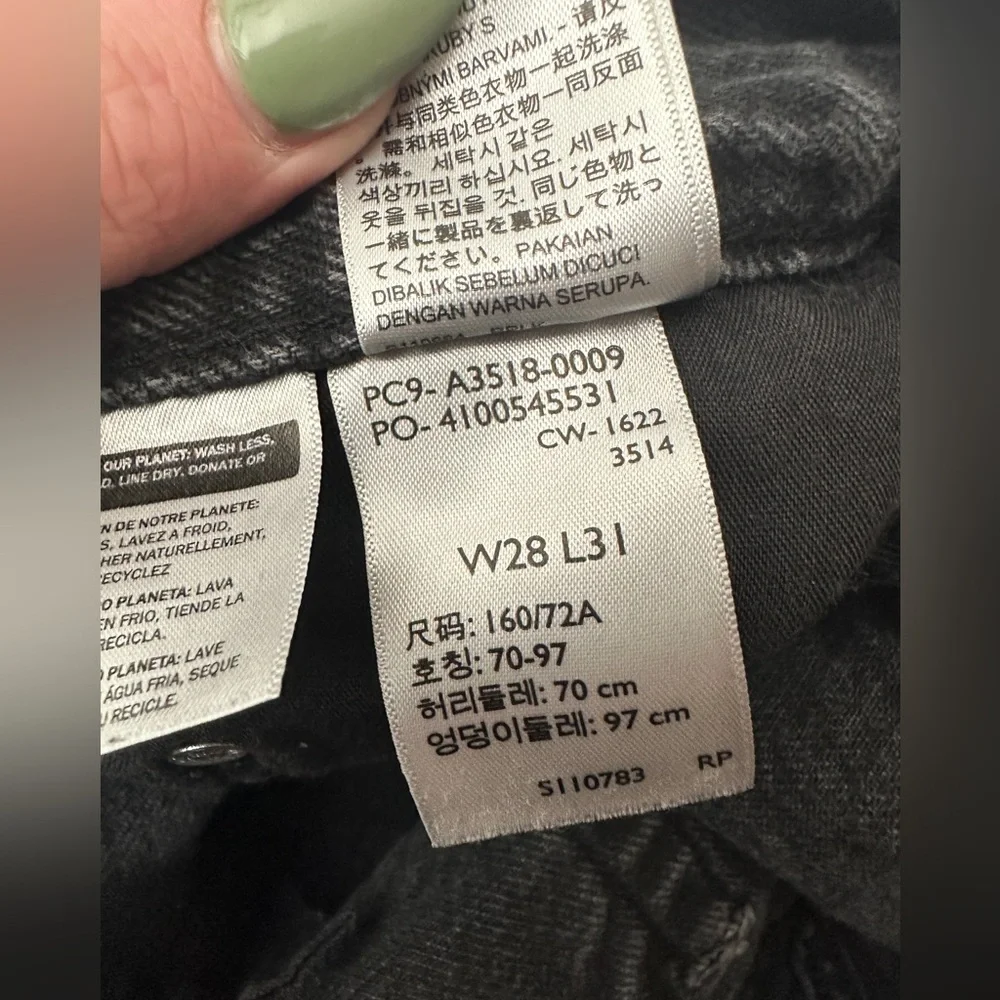 RUBY S
BARVAMI. - 请反
与同类色衣物一起洗涤
。需和相似色衣物一同反面
洗滌。세탁시 같은
색상끼리 하십시요. 세탁시
옷을 뒤집을 것. 同じ色物と
一緒に製品を裏返して洗っ
てください。PAKAIAN
DIBALIK SEBELUM DICUCI
DENGAN WARNA SERUPA.
PC9- A3518-0009
PO- 4100545531
CW- 1622
3514
W28 L31
尺码: 160/72A
호칭: 70-97
허리둘레: 70 cm
엉덩이둘레: 97 cm
S110783 RP
OUR PLANET: WASH LESS,
D, LINE DRY, DONATE OR
N DE NOTRE PLANETE:
S, LAVEZ A FROID,
HER NATURELLEMENT,
ECYCLEZ
O PLANETA: LAVA
EN FRIO, TIENDE LA
RECICLA.
O PLANETA: LAVE
ÁGUA FRIA, SEQUE
U RECICLE.